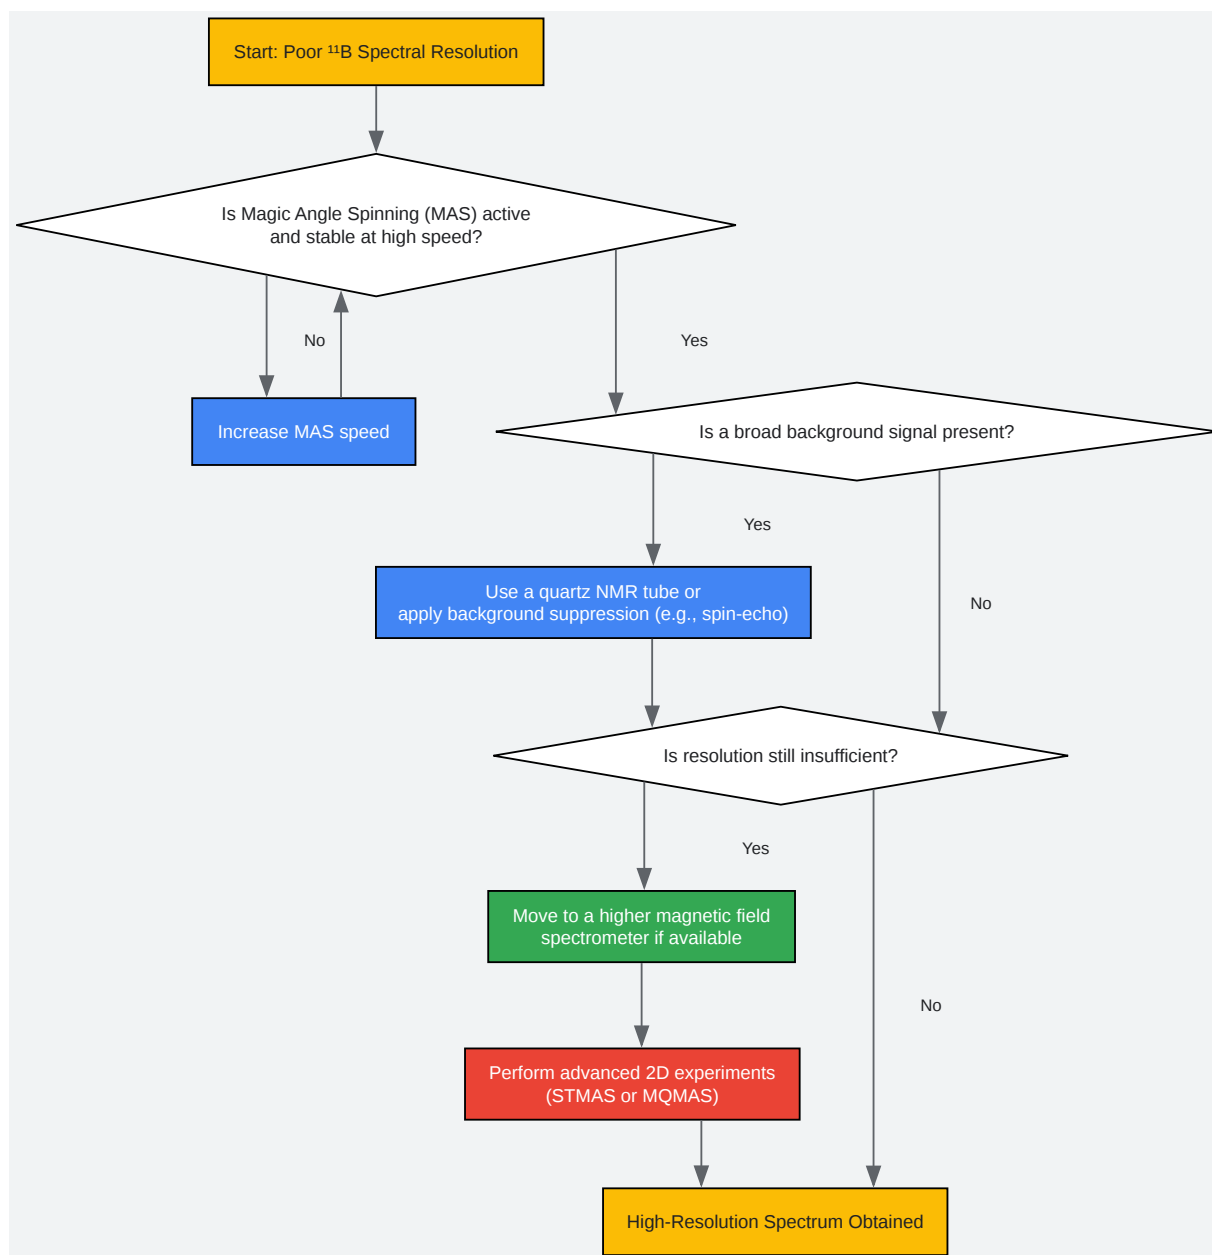 Start: Poor ¹¹B Spectral Resolution
Is Magic Angle Spinning (MAS) active
and stable at high speed?
No
Yes
Increase MAS speed
Is a broad background signal present?
Yes
Use a quartz NMR tube or
apply background suppression (e.g., spin-echo)
No
Is resolution still insufficient?
Yes
Move to a higher magnetic field
spectrometer if available
No
Perform advanced 2D experiments
(STMAS or MQMAS)
High-Resolution Spectrum Obtained